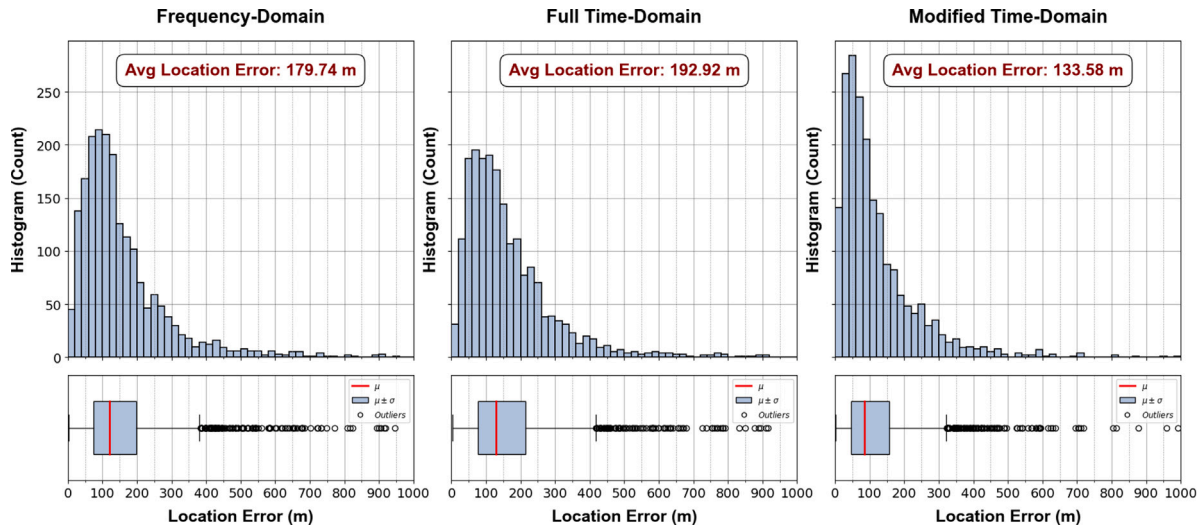 Frequency-Domain
Avg Location Error: 179.74 m
Histogram (Count)
250
200
150
100
50
0
μ
μ ± σ
Outliers
0 100 200 300 400 500 600 700 800 900 1000
Location Error (m)
Full Time-Domain
Avg Location Error: 192.92 m
Histogram (Count)
μ
μ ± σ
Outliers
0 100 200 300 400 500 600 700 800 900 1000
Location Error (m)
Modified Time-Domain
Avg Location Error: 133.58 m
Histogram (Count)
μ
μ ± σ
Outliers
0 100 200 300 400 500 600 700 800 900 1000
Location Error (m)